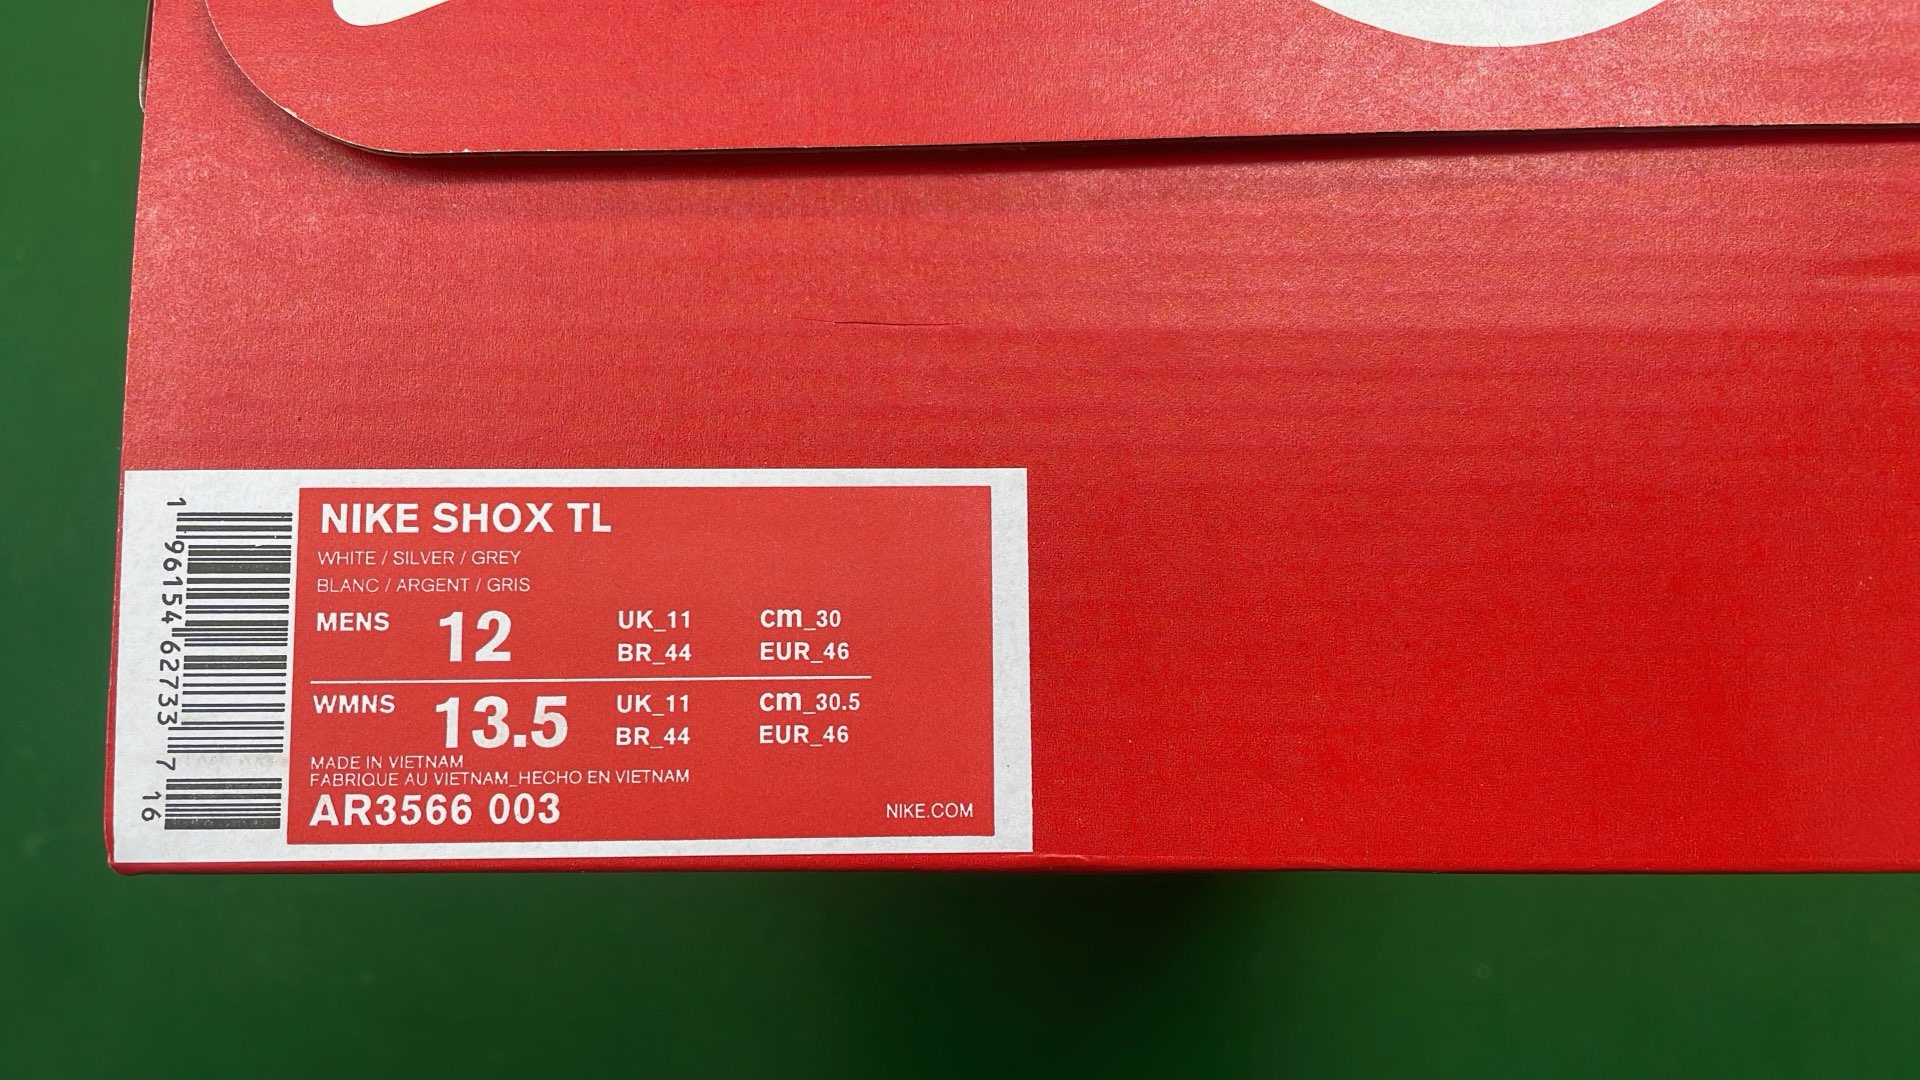 NIKE SHOX TL
WHITE / SILVER / GREY
BLANC / ARGENT / GRIS
MENS 12 UK_11 cm_30
BR_44 EUR_46
WMNS 13.5 UK_11 cm_30.5
BR_44 EUR_46
MADE IN VIETNAM
FABRIQUE AU VIETNAM_HECHO EN VIETNAM
AR3566 003
NIKE.COM
1 96154 62733 7 16